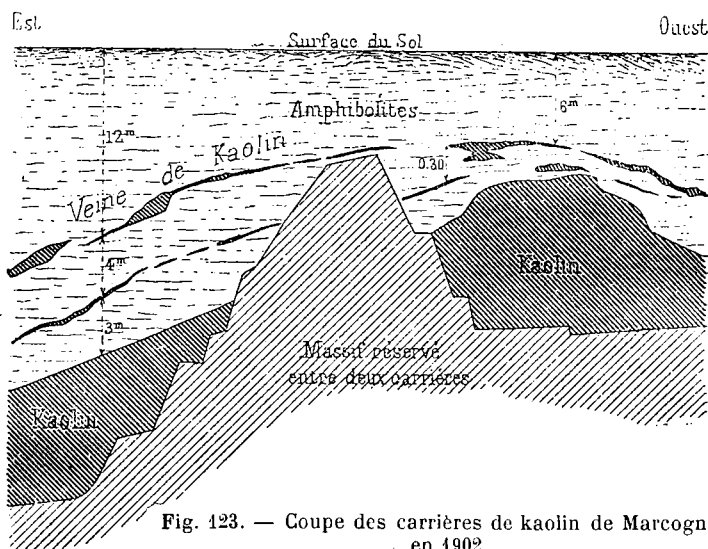 Est
Ouest
Surface du Sol
Amphibolites
12m
6m
Veine de Kaolin
0.30
4m
Kaolin
3m
Massif réservé
entre deux carrières
Kaolin
Fig. 123. — Coupe des carrières de kaolin de Marcogn
en 1902